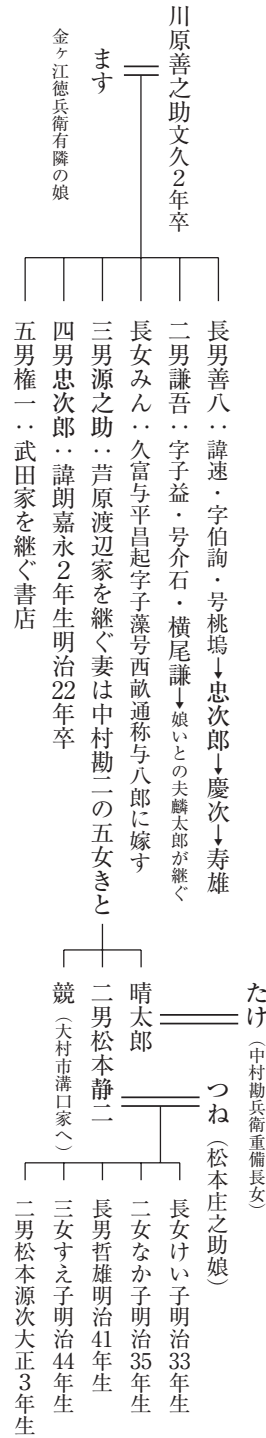 川原善之助文久２年卒
ます
金ヶ江徳兵衛有隣の娘
長男善八：諱速・字伯詢・号桃塢→忠次郎→慶次→寿雄
二男謙吾：字子益・号介石・横尾謙→娘いとの夫麟太郎が継ぐ
長女みん：久富与平昌起字子藻号西畝通称与八郎に嫁す
三男源之助：芦原渡辺家を継ぐ妻は中村勘二の五女きと
四男忠次郎：諱朗嘉永２年生明治22年卒
五男権一：武田家を継ぐ書店
たけ（中村勘兵衛重備長女）
晴太郎
つね（松本庄之助娘）
二男松本静二
競（大村市溝口家へ）
長女けい子明治33年生
二女なか子明治35年生
長男哲雄明治41年生
三女すえ子明治44年生
二男松本源次大正３年生